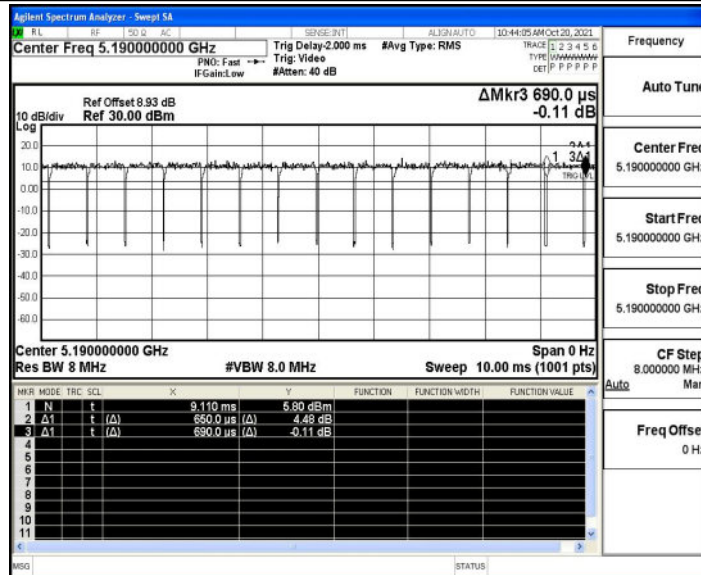 Agilent Spectrum Analyzer - Swept SA
RL RF 50 Ω AC SENSE:INT ALIGN AUTO 10:44:05 AM Oct 20, 2021
Center Freq 5.190000000 GHz
PNO: Fast
IFGain:Low
Trig Delay-2.000 ms
Trig: Video
#Atten: 40 dB
#Avg Type: RMS
TRACE 1 2 3 4 5 6
TYPE WWWWWW
DET P P P P P P
Ref Offset 8.93 dB
10 dB/div Ref 30.00 dBm
Log
ΔMkr3 690.0 µs
-0.11 dB
20.0
10.0
0.00
-10.0
-20.0
-30.0
-40.0
-50.0
-60.0
1 3Δ1
TRIG LVL
Center 5.190000000 GHz Span 0 Hz
Res BW 8 MHz #VBW 8.0 MHz Sweep 10.00 ms (1001 pts)
MKR MODE TRC SCL X Y FUNCTION FUNCTION WIDTH FUNCTION VALUE
1 N t 9.110 ms 5.80 dBm
2 Δ1 t (Δ) 650.0 µs (Δ) 4.48 dB
3 Δ1 t (Δ) 690.0 µs (Δ) -0.11 dB
4
5
6
7
8
9
10
11
MSG STATUS
Frequency
Auto Tune
Center Freq
5.190000000 GHz
Start Freq
5.190000000 GHz
Stop Freq
5.190000000 GHz
CF Step
8.000000 MHz
Auto Man
Freq Offset
0 Hz